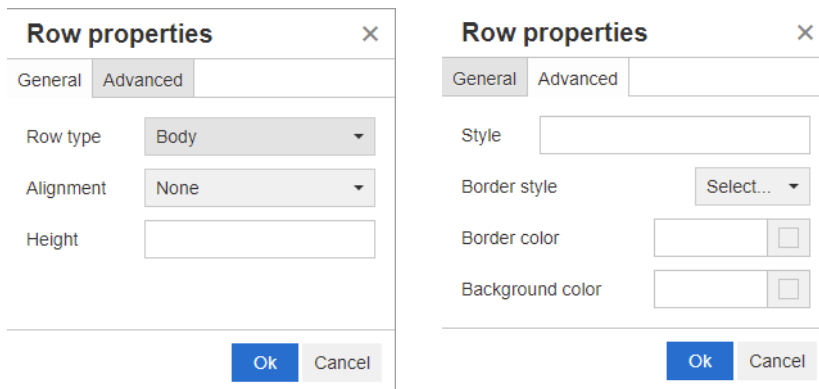 Row properties
General Advanced
Row type Body
Alignment None
Height
Ok Cancel
Row properties
General Advanced
Style
Border style Select...
Border color
Background color
Ok Cancel